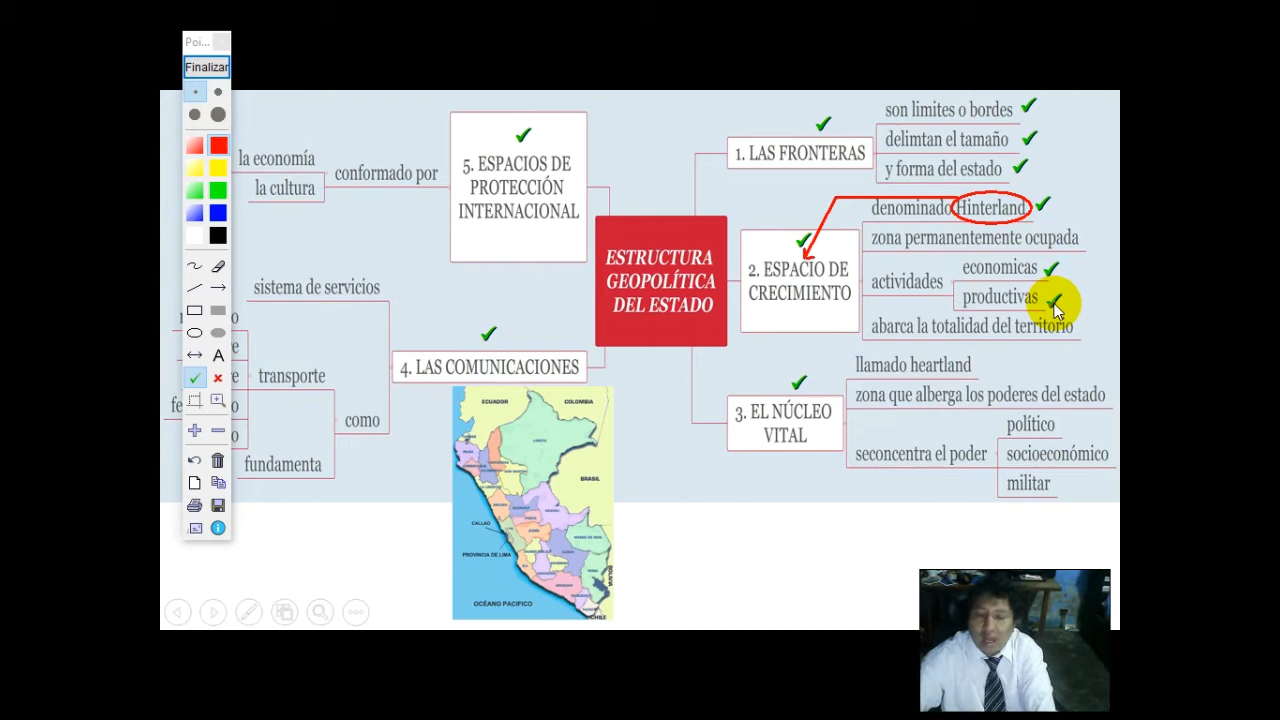 Poi...
Finalizar
A
ESTRUCTURA
GEOPOLÍTICA
DEL ESTADO
1. LAS FRONTERAS
son limites o bordes
delimtan el tamaño
y forma del estado
2. ESPACIO DE
CRECIMIENTO
denominado Hinterland
zona permanentemente ocupada
actividades
economicas
productivas
abarca la totalidad del territorio
3. EL NÚCLEO
VITAL
llamado heartland
zona que alberga los poderes del estado
seconcentra el poder
político
socioeconómico
militar
4. LAS COMUNICACIONES
sistema de servicios
transporte
como
fundamenta
5. ESPACIOS DE
PROTECCIÓN
INTERNACIONAL
conformado por
la economía
la cultura
ECUADOR
COLOMBIA
LORETO
BRASIL
CALLAO
PROVINCIA DE LIMA
BOLIVIA
OCÉANO PACIFICO
CHILE